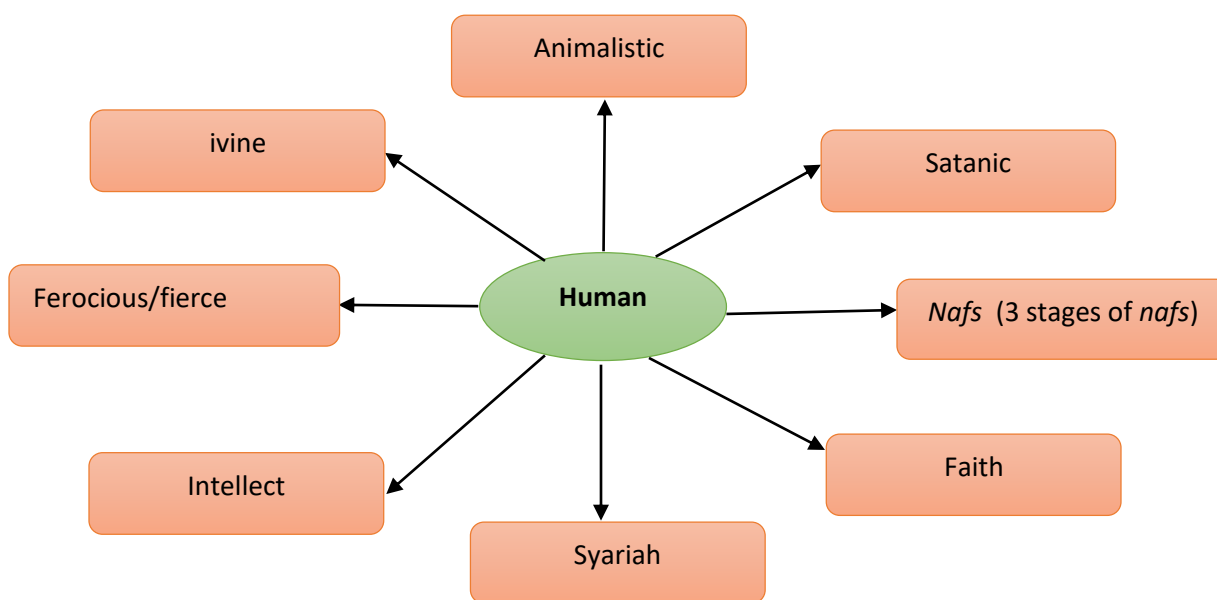 Animalistic
ivine
Satanic
Ferocious/fierce
Human
Nafs (3 stages of nafs)
Intellect
Faith
Syariah